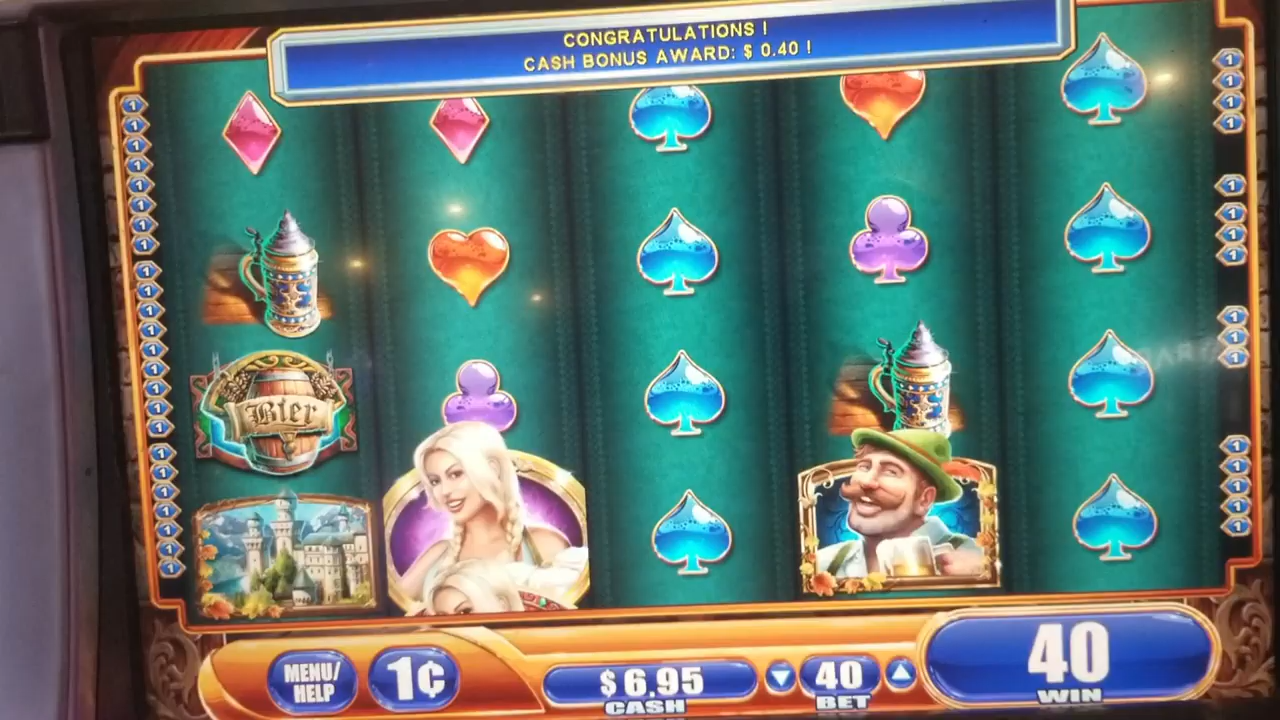 CONGRATULATIONS !
CASH BONUS AWARD: $ 0.40 !
Bier
MENU/
HELP
1¢
$ 6.95
CASH
40
BET
40
WIN